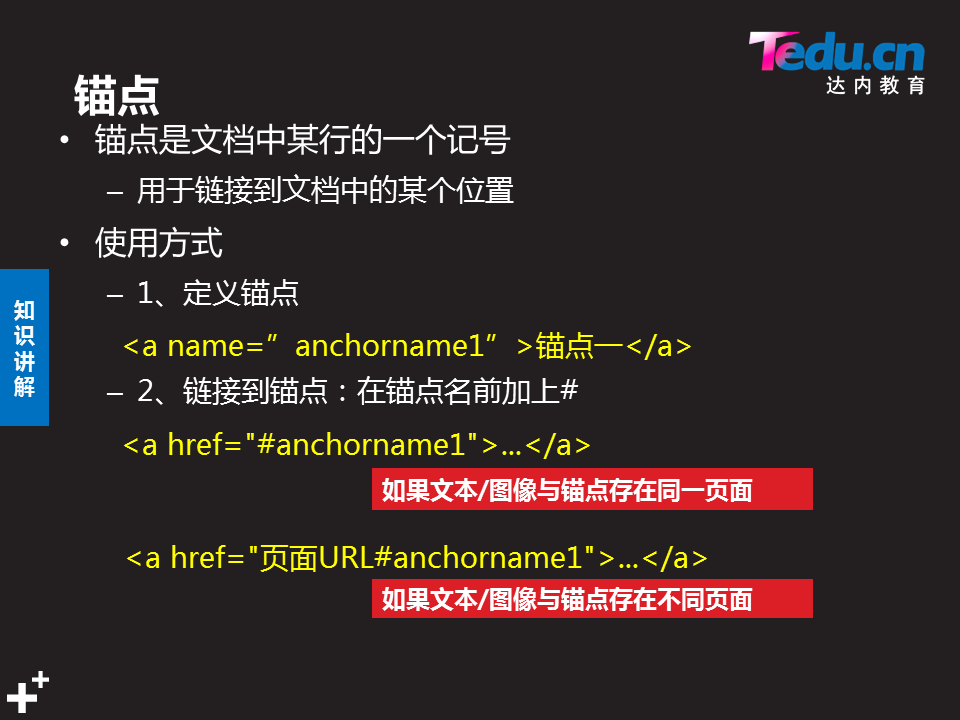 Tedu.cn
达内教育
锚点
• 锚点是文档中某行的一个记号
– 用于链接到文档中的某个位置
• 使用方式
– 1、定义锚点
<a name=”anchorname1”>锚点一</a>
– 2、链接到锚点：在锚点名前加上#
<a href="#anchorname1">...</a>
如果文本/图像与锚点存在同一页面
<a href="页面URL#anchorname1">...</a>
如果文本/图像与锚点存在不同页面
知识讲解